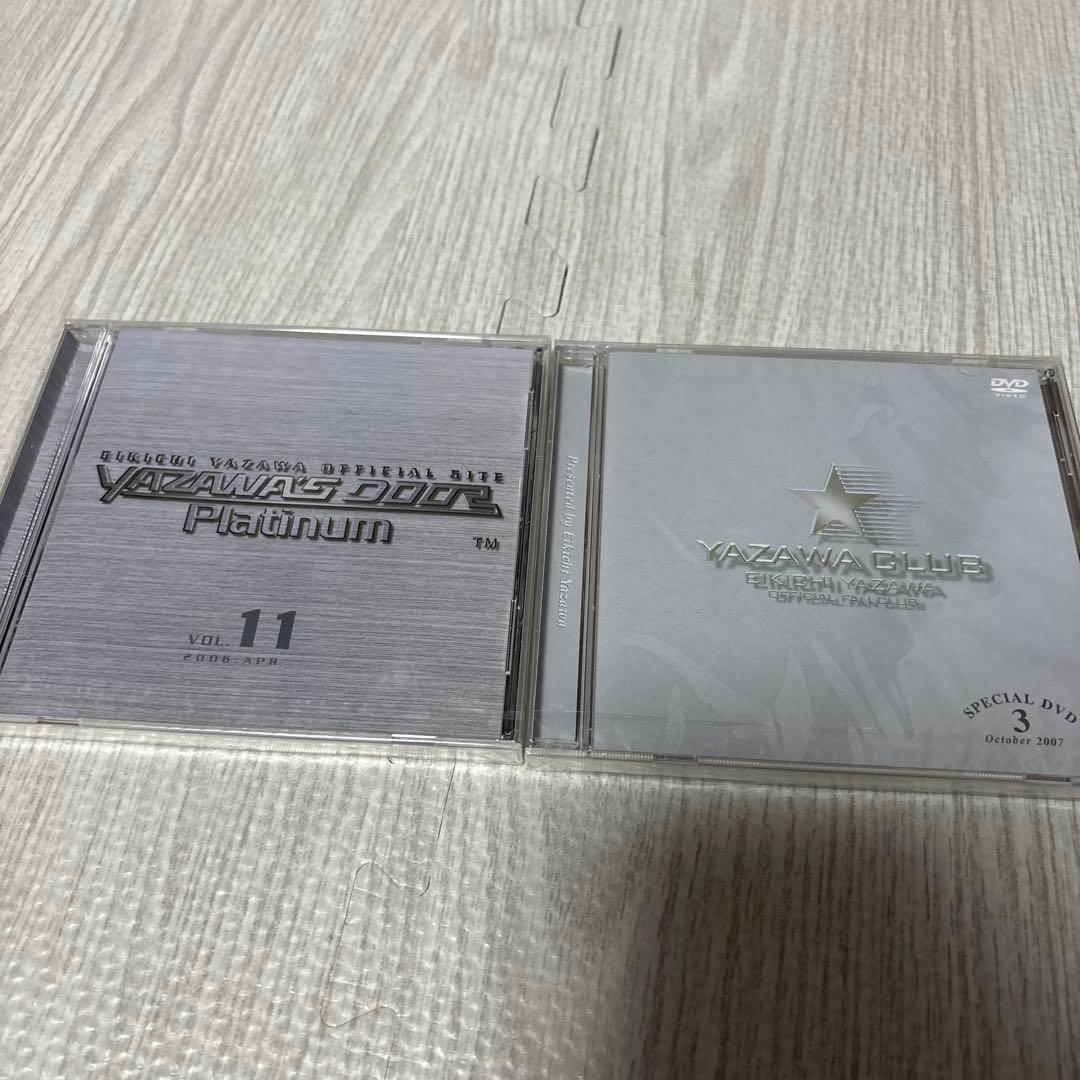 EIKICHI YAZAWA OFFICIAL SITE
YAZAWA'S DOOR
Platinum
TM
VOL. 11
2006.APR
Presented by Eikichi Yazawa
DVD
VIDEO
YAZAWA CLUB
EIKICHI YAZAWA
OFFICIAL FANCLUB
SPECIAL DVD
3
October 2007